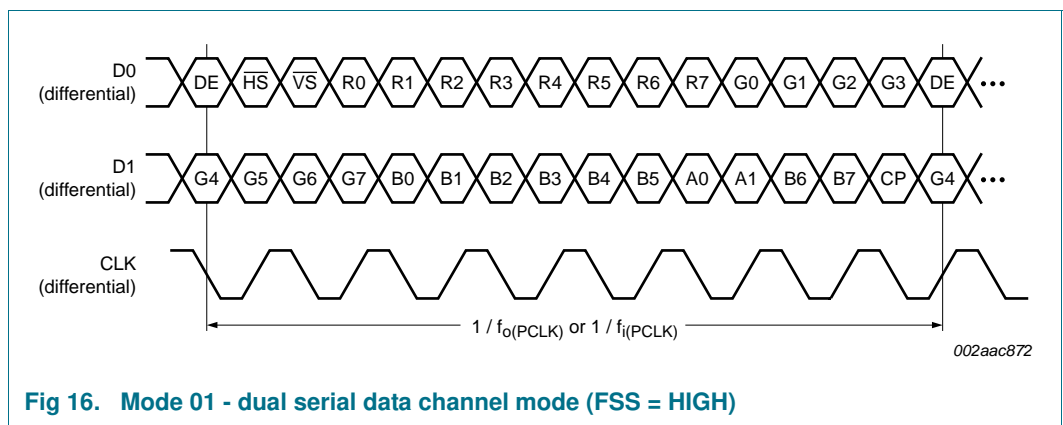 D0
(differential)
DE H̅S̅ V̅S̅ R0 R1 R2 R3 R4 R5 R6 R7 G0 G1 G2 G3 DE •••
D1
(differential)
G4 G5 G6 G7 B0 B1 B2 B3 B4 B5 A0 A1 B6 B7 CP G4 •••
CLK
(differential)
1 / fo(PCLK) or 1 / fi(PCLK)
002aac872
Fig 16. Mode 01 - dual serial data channel mode (FSS = HIGH)